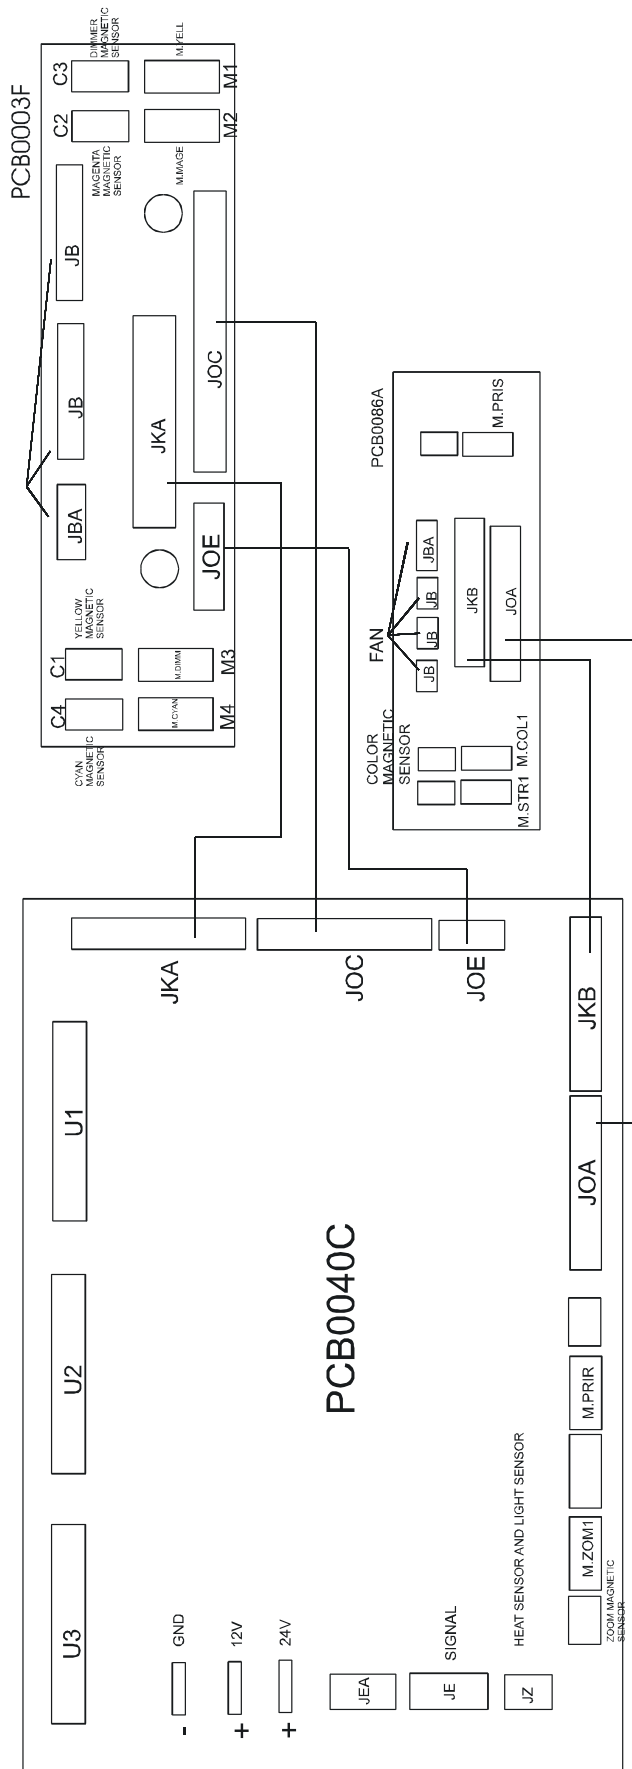 PCB0003F
C3
DIMMER
MAGNETIC
SENSOR
M.YELL
M1
C2
MAGENTA
MAGNETIC
SENSOR
M.MAGE
M2
JB
JB
JBA
JKA
JOC
JOE
C1
YELLOW
MAGNETIC
SENSOR
M.DIMM
M3
C4
CYAN
MAGNETIC
SENSOR
M.CYAN
M4
PCB0086A
M.PRIS
FAN
JBA
JB
JB
JB
JKB
JOA
COLOR
MAGNETIC
SENSOR
M.COL1
M.STR1
PCB0040C
JKA
JOC
JOE
JKB
JOA
U1
U2
U3
M.PRIR
M.ZOM1
ZOOM MAGNETIC
SENSOR
- GND
+ 12V
+ 24V
JEA
JE
SIGNAL
JZ
HEAT SENSOR AND LIGHT SENSOR